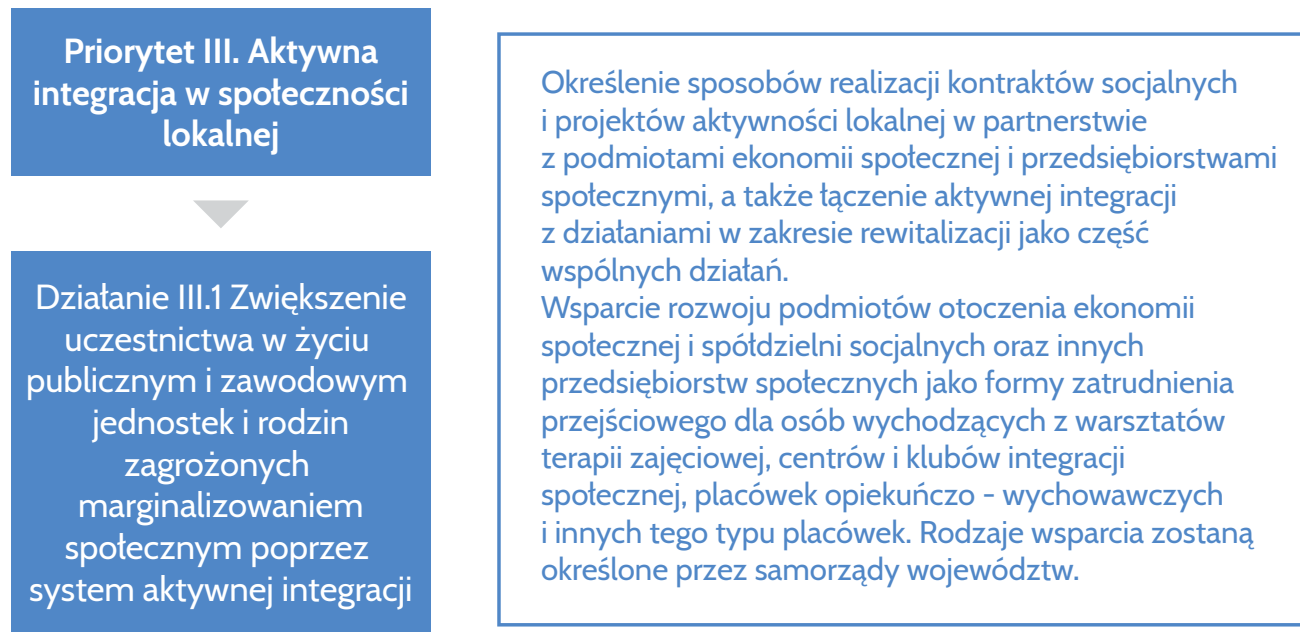 Priorytet III. Aktywna
integracja w społeczności
lokalnej
Działanie III.1 Zwiększenie
uczestnictwa w życiu
publicznym i zawodowym
jednostek i rodzin
zagrożonych
marginalizowaniem
społecznym poprzez
system aktywnej integracji
Określenie sposobów realizacji kontraktów socjalnych
i projektów aktywności lokalnej w partnerstwie
z podmiotami ekonomii społecznej i przedsiębiorstwami
społecznymi, a także łączenie aktywnej integracji
z działaniami w zakresie rewitalizacji jako część
wspólnych działań.
Wsparcie rozwoju podmiotów otoczenia ekonomii
społecznej i spółdzielni socjalnych oraz innych
przedsiębiorstw społecznych jako formy zatrudnienia
przejściowego dla osób wychodzących z warsztatów
terapii zajęciowej, centrów i klubów integracji
społecznej, placówek opiekuńczo - wychowawczych
i innych tego typu placówek. Rodzaje wsparcia zostaną
określone przez samorządy województw.